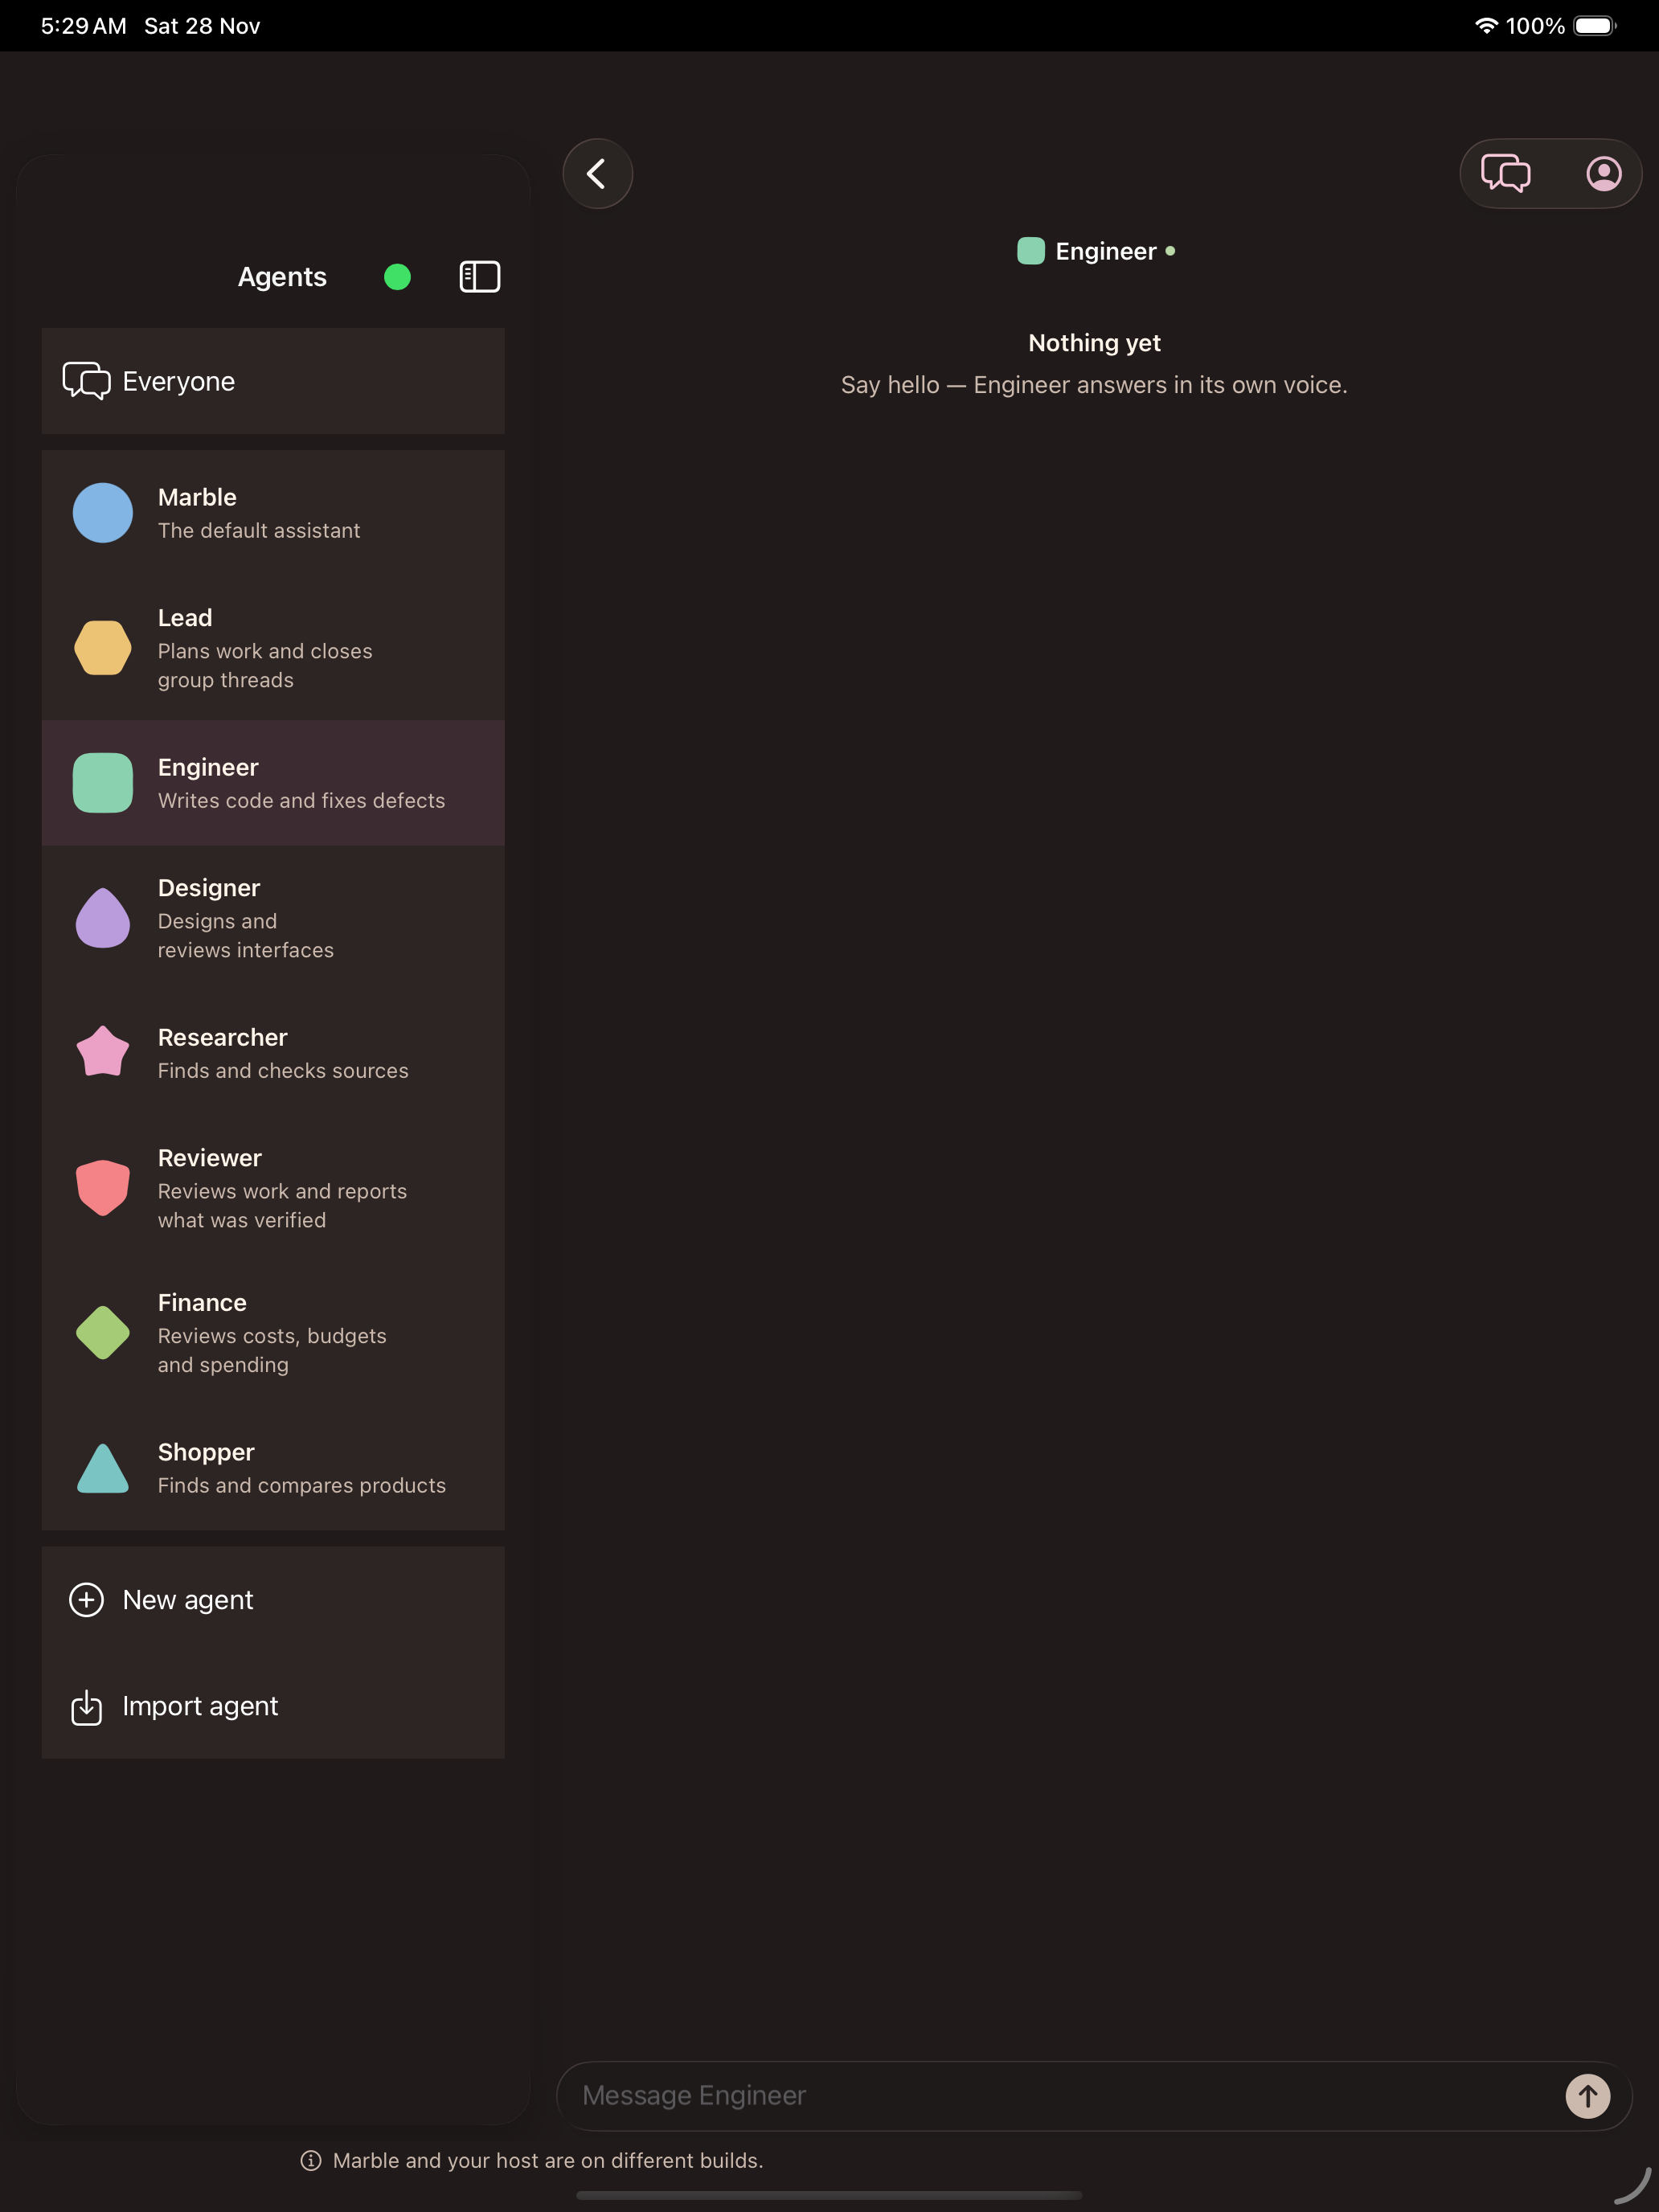 5:29 AM Sat 28 Nov
100%
Agents
Everyone
Marble
The default assistant
Lead
Plans work and closes
group threads
Engineer
Writes code and fixes defects
Designer
Designs and
reviews interfaces
Researcher
Finds and checks sources
Reviewer
Reviews work and reports
what was verified
Finance
Reviews costs, budgets
and spending
Shopper
Finds and compares products
New agent
Import agent
Engineer
Nothing yet
Say hello — Engineer answers in its own voice.
Message Engineer
Marble and your host are on different builds.